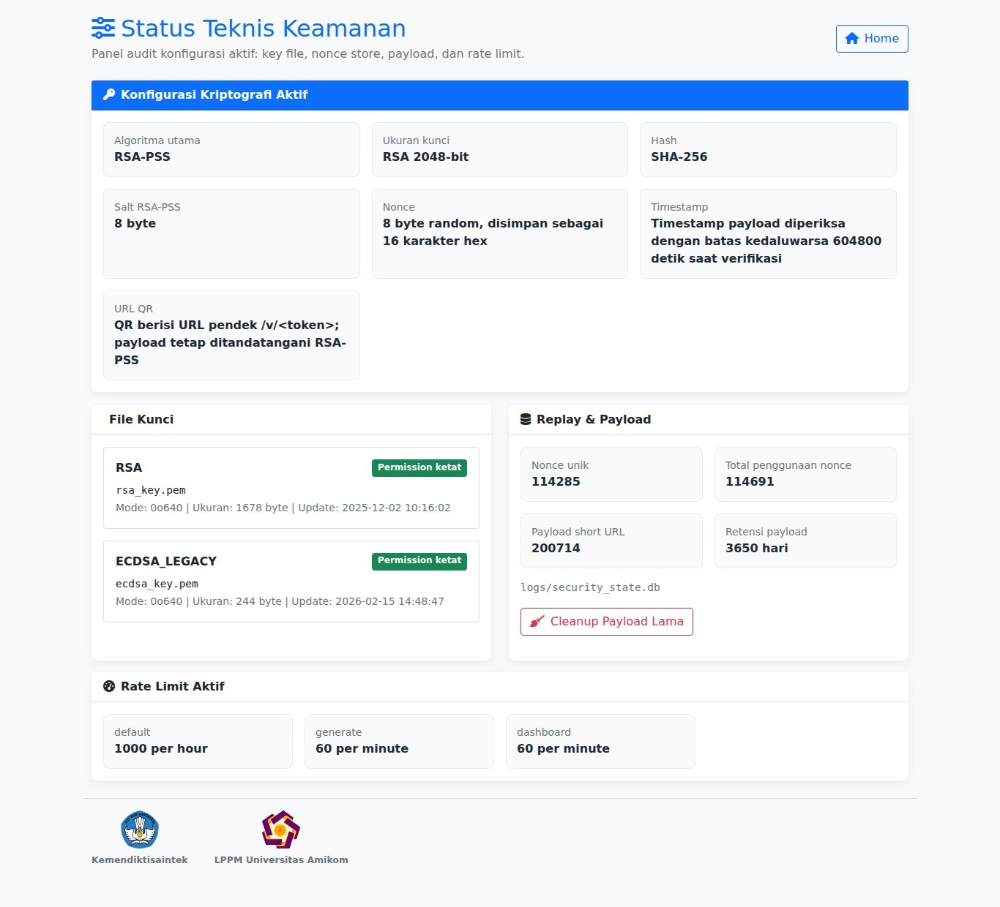 Status Teknis Keamanan
Panel audit konfigurasi aktif: key file, nonce store, payload, dan rate limit.
Home
Konfigurasi Kriptografi Aktif
Algoritma utama
RSA-PSS
Ukuran kunci
RSA 2048-bit
Hash
SHA-256
Salt RSA-PSS
8 byte
Nonce
8 byte random, disimpan sebagai
16 karakter hex
Timestamp
Timestamp payload diperiksa
dengan batas kedaluwarsa 604800
detik saat verifikasi
URL QR
QR berisi URL pendek /v/<token>;
payload tetap ditandatangani RSA-
PSS
File Kunci
RSA
Permission ketat
rsa_key.pem
Mode: 0o640 | Ukuran: 1678 byte | Update: 2025-12-02 10:16:02
ECDSA_LEGACY
Permission ketat
ecdsa_key.pem
Mode: 0o640 | Ukuran: 244 byte | Update: 2026-02-15 14:48:47
Replay & Payload
Nonce unik
114285
Total penggunaan nonce
114691
Payload short URL
200714
Retensi payload
3650 hari
logs/security_state.db
Cleanup Payload Lama
Rate Limit Aktif
default
1000 per hour
generate
60 per minute
dashboard
60 per minute
Kemendiktisaintek
LPPM Universitas Amikom